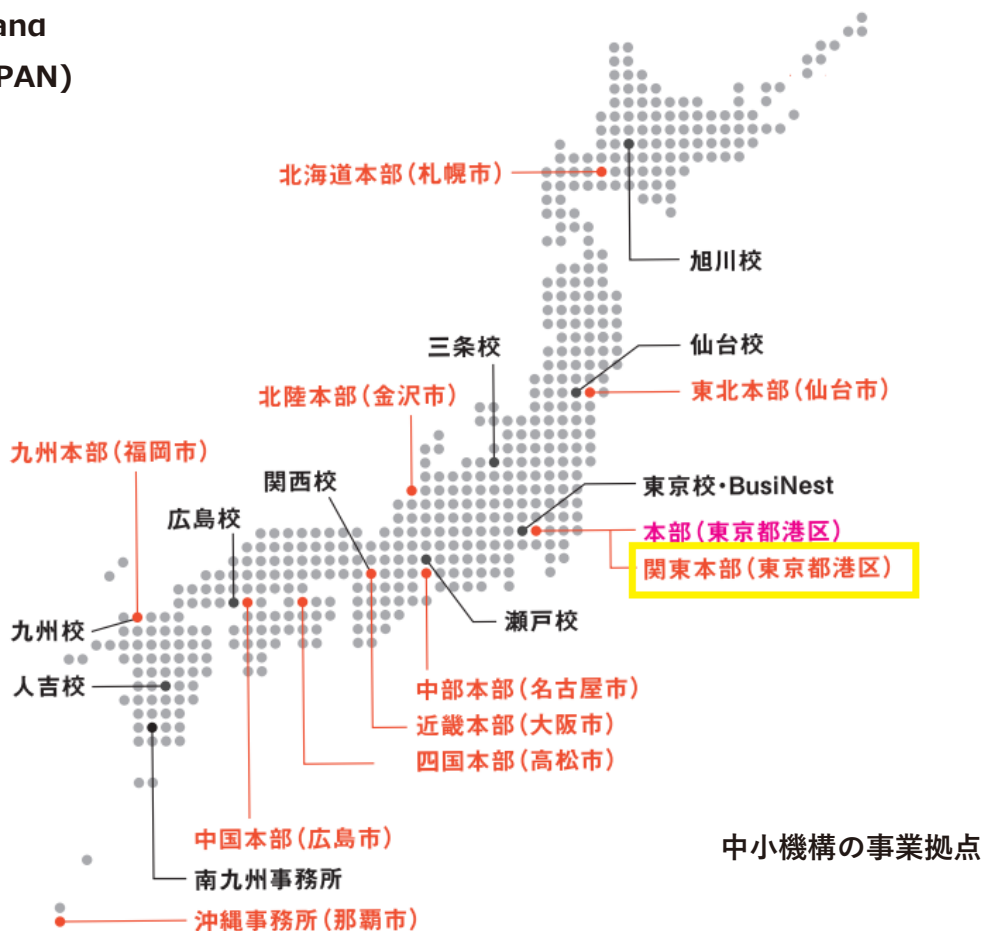 and
PAN)
北海道本部(札幌市)
旭川校
三条校
仙台校
北陸本部(金沢市)
東北本部(仙台市)
九州本部(福岡市)
関西校
東京校・BusiNest
広島校
本部(東京都港区)
関東本部(東京都港区)
九州校
瀬戸校
人吉校
中部本部(名古屋市)
近畿本部(大阪市)
四国本部(高松市)
中国本部(広島市)
中小機構の事業拠点
南九州事務所
沖縄事務所(那覇市)